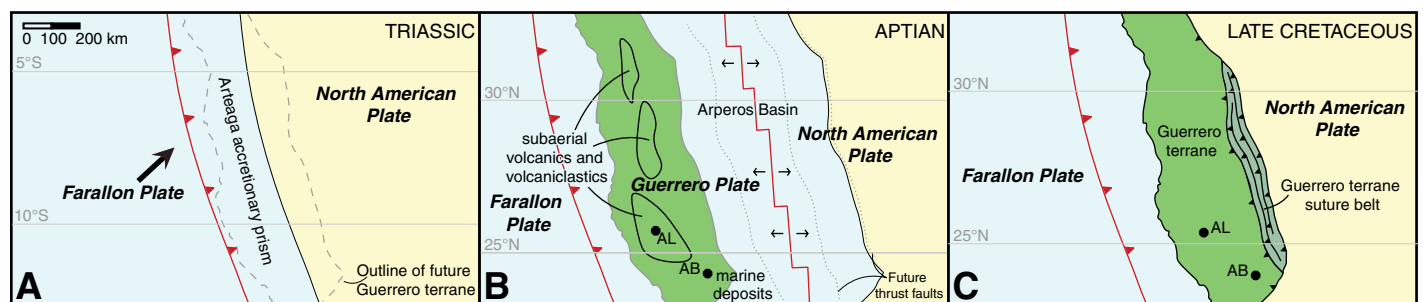 TRIASSIC
0 100 200 km
5°S
North American
Plate
Arteaga accretionary prism
Farallon Plate
10°S
Outline of future
Guerrero terrane
A
APTIAN
30°N
Arperos Basin
subaerial
volcanics and
volcaniclastics
North American
Plate
Guerrero Plate
Farallon
Plate
AL
25°N
AB
marine
deposits
Future
thrust faults
B
LATE CRETACEOUS
30°N
North American
Plate
Guerrero
terrane
Farallon Plate
Guerrero terrane
suture belt
AL
25°N
AB
C